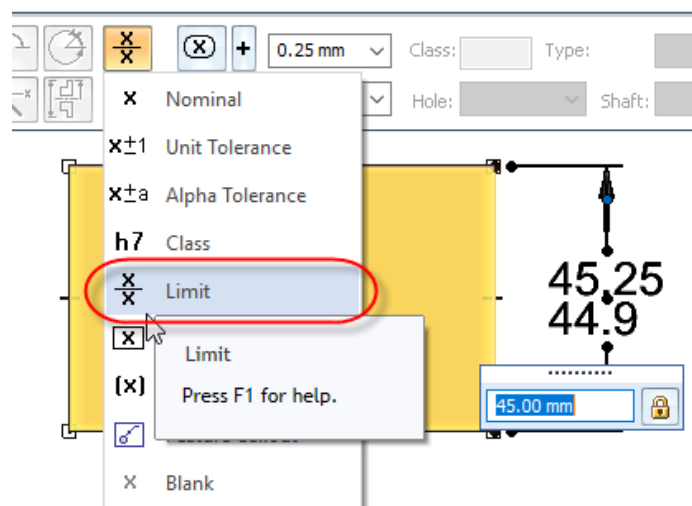 x/x (x) + 0.25 mm Class: Type:
x Nominal
Hole: Shaft:
x±1 Unit Tolerance
x±a Alpha Tolerance
h7 Class
x/x Limit
45.25
44.9
x
Limit
(x)
Press F1 for help.
45.00 mm
x Blank